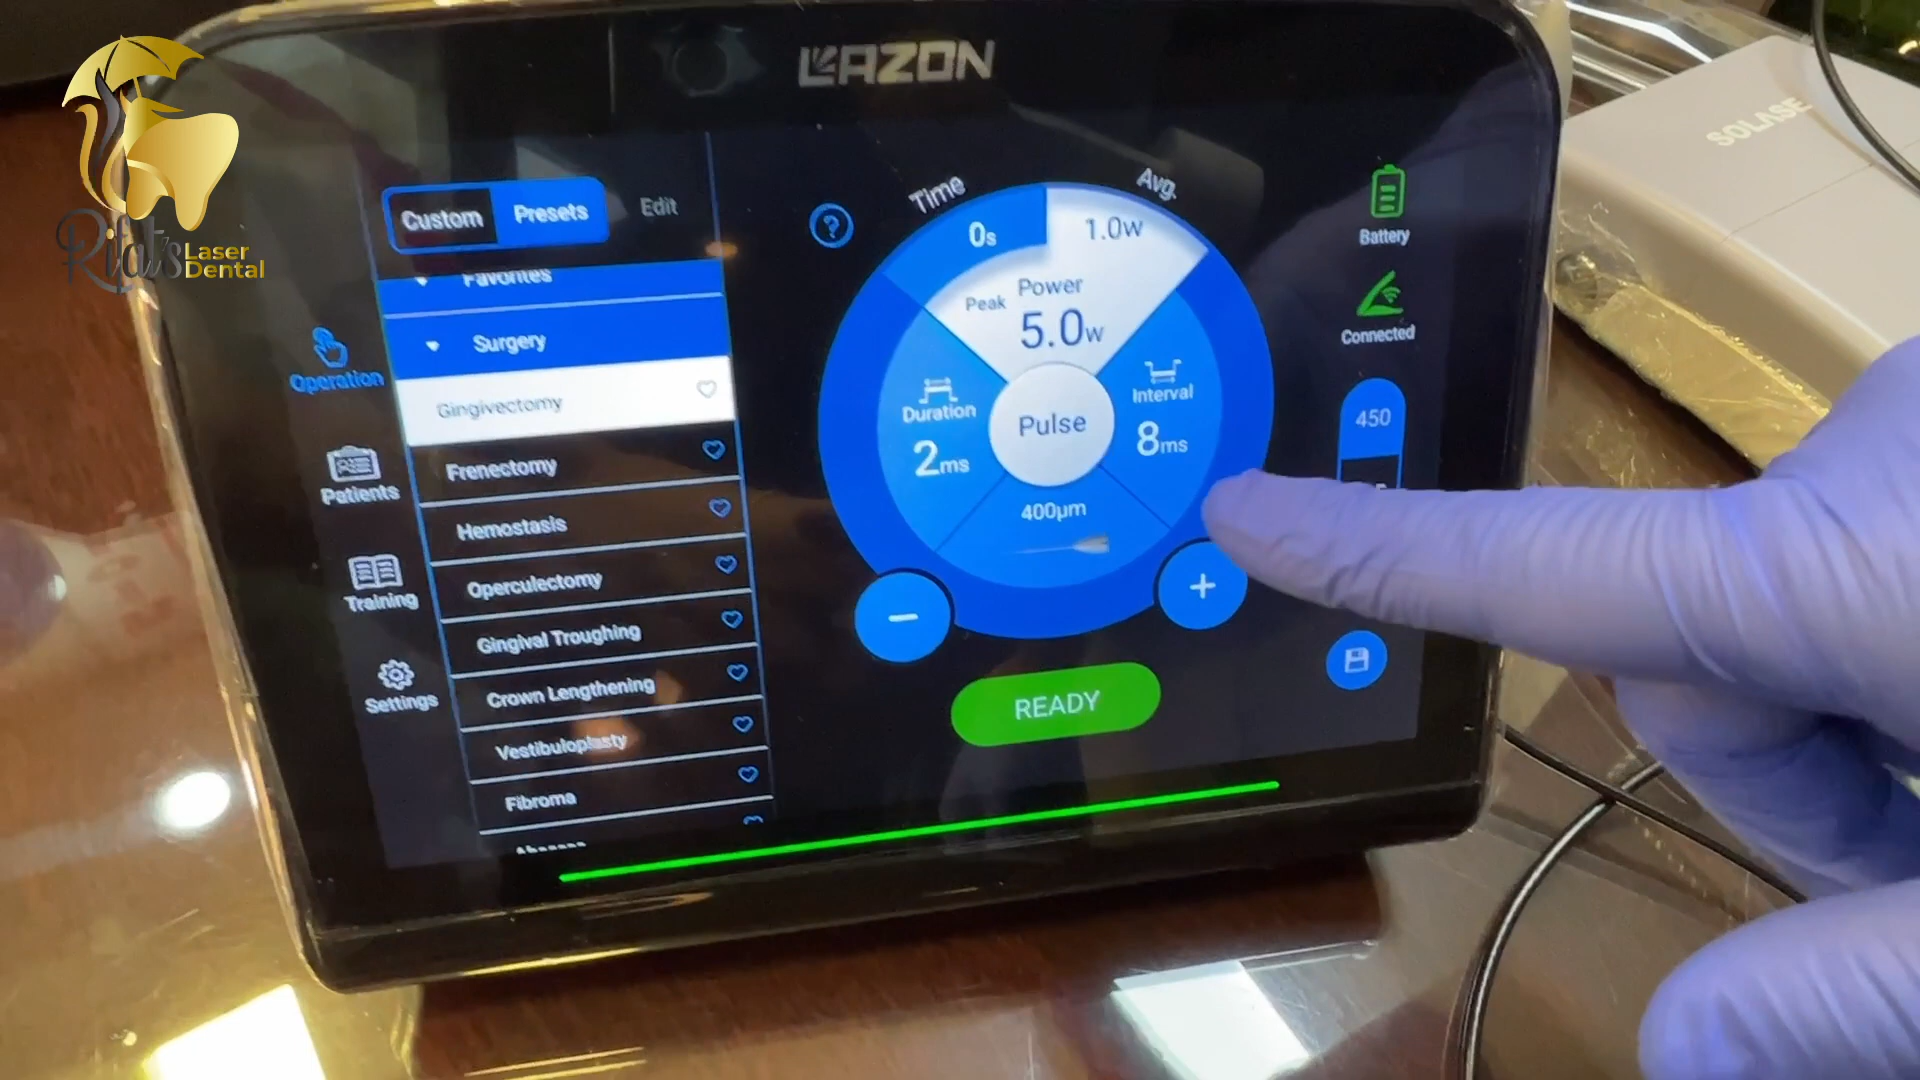 LAZON
SOLASE
Rifat's
Laser
Dental
Custom
Presets
Edit
Favorites
Surgery
Gingivectomy
Frenectomy
Hemostasis
Operculectomy
Gingival Troughing
Crown Lengthening
Vestibuloplasty
Fibroma
Operation
Patients
Training
Settings
?
Time
0s
Avg.
1.0w
Power
Peak
5.0w
Duration
2ms
Pulse
Interval
8ms
400μm
−
+
READY
Battery
Connected
450